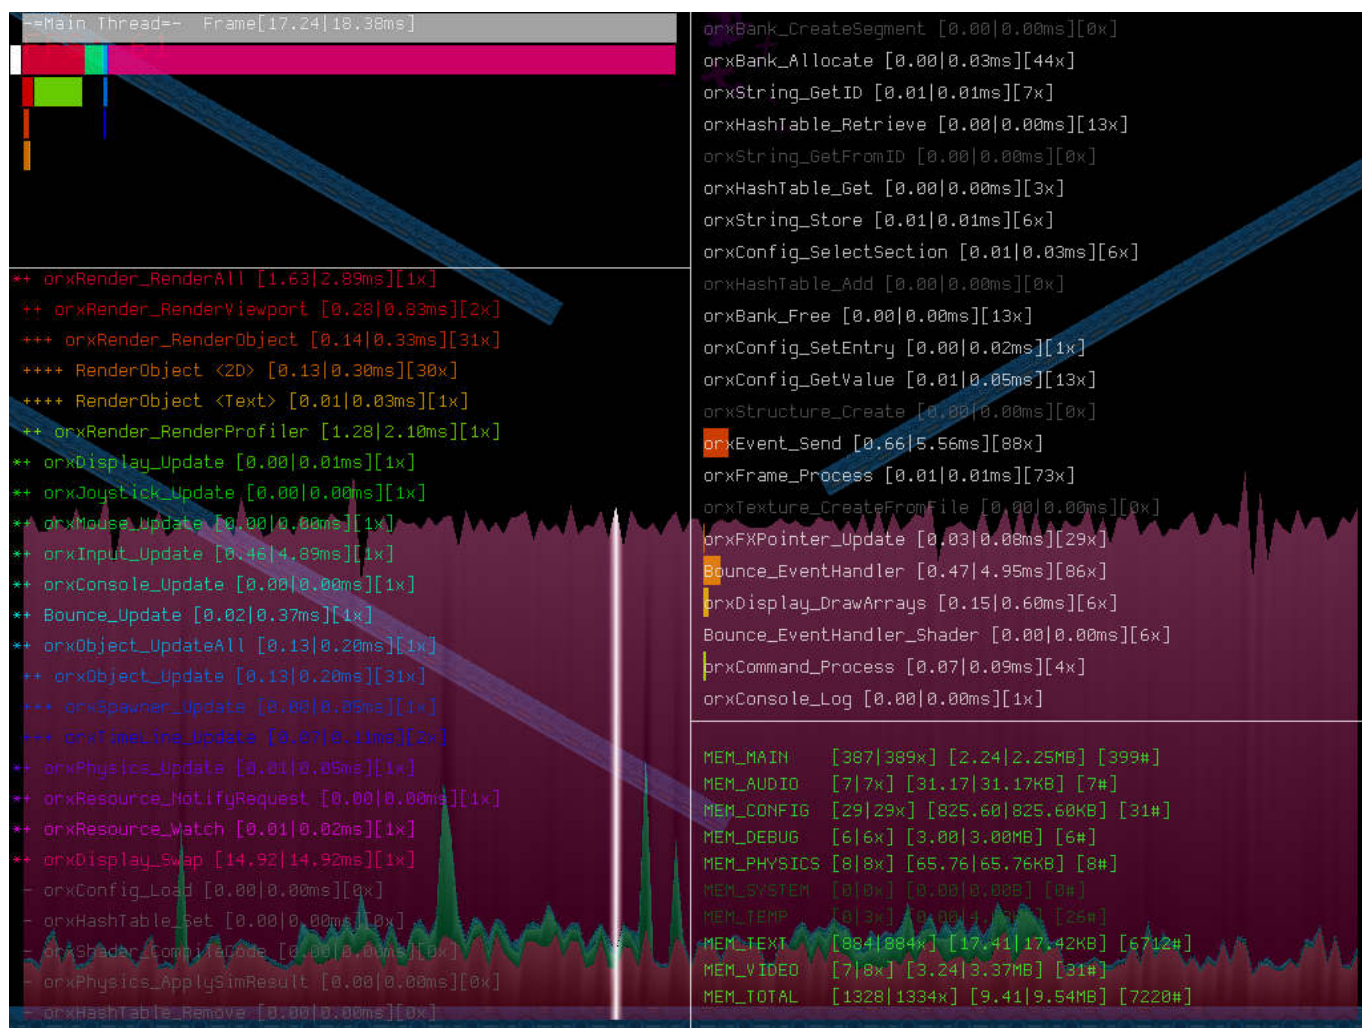 -=Main Thread=-  Frame[17.24|18.38ms]
*+ orxRender_RenderAll [1.63|2.89ms][1x]
++ orxRender_RenderViewport [0.28|0.83ms][2x]
+++ orxRender_RenderObject [0.14|0.33ms][31x]
++++ RenderObject <2D> [0.13|0.30ms][30x]
++++ RenderObject <Text> [0.01|0.03ms][1x]
++ orxRender_RenderProfiler [1.28|2.10ms][1x]
*+ orxDisplay_Update [0.00|0.01ms][1x]
*+ orxJoystick_Update [0.00|0.00ms][1x]
*+ orxMouse_Update [0.00|0.00ms][1x]
*+ orxInput_Update [0.46|4.89ms][1x]
*+ orxConsole_Update [0.00|0.00ms][1x]
*+ Bounce_Update [0.02|0.37ms][1x]
*+ orxObject_UpdateAll [0.13|0.20ms][1x]
++ orxObject_Update [0.13|0.20ms][31x]
+++ orxSpawner_Update [0.00|0.05ms][1x]
+++ orxTimeLine_Update [0.07|0.11ms][2x]
*+ orxPhysics_Update [0.01|0.05ms][1x]
*+ orxResource_NotifyRequest [0.00|0.00ms][1x]
*+ orxResource_Watch [0.01|0.02ms][1x]
*+ orxDisplay_Swap [14.92|14.92ms][1x]
- orxConfig_Load [0.00|0.00ms][0x]
- orxHashTable_Set [0.00|0.00ms][0x]
- orxShader_CompileCode [0.00|0.00ms][0x]
- orxPhysics_ApplySimResult [0.00|0.00ms][0x]
- orxHashTable_Remove [0.00|0.00ms][0x]
orxBank_CreateSegment [0.00|0.00ms][0x]
orxBank_Allocate [0.00|0.03ms][44x]
orxString_GetID [0.01|0.01ms][7x]
orxHashTable_Retrieve [0.00|0.00ms][13x]
orxString_GetFromID [0.00|0.00ms][0x]
orxHashTable_Get [0.00|0.00ms][3x]
orxString_Store [0.01|0.01ms][6x]
orxConfig_SelectSection [0.01|0.03ms][6x]
orxHashTable_Add [0.00|0.00ms][0x]
orxBank_Free [0.00|0.00ms][13x]
orxConfig_SetEntry [0.00|0.02ms][1x]
orxConfig_GetValue [0.01|0.05ms][13x]
orxStructure_Create [0.00|0.00ms][0x]
orxEvent_Send [0.66|5.56ms][88x]
orxFrame_Process [0.01|0.01ms][73x]
orxTexture_CreateFromFile [0.00|0.00ms][0x]
orxFXPointer_Update [0.03|0.08ms][29x]
Bounce_EventHandler [0.47|4.95ms][86x]
orxDisplay_DrawArrays [0.15|0.60ms][6x]
Bounce_EventHandler_Shader [0.00|0.00ms][6x]
orxCommand_Process [0.07|0.09ms][4x]
orxConsole_Log [0.00|0.00ms][1x]
MEM_MAIN [387|389x] [2.24|2.25MB] [399#]
MEM_AUDIO [7|7x] [31.17|31.17KB] [7#]
MEM_CONFIG [29|29x] [825.60|825.60KB] [31#]
MEM_DEBUG [6|6x] [3.00|3.00MB] [6#]
MEM_PHYSICS [8|8x] [65.76|65.76KB] [8#]
MEM_SYSTEM [0|0x] [0.00|0.00B] [0#]
MEM_TEMP [0|3x] [26#]
MEM_TEXT [884|884x] [17.41|17.42KB] [6712#]
MEM_VIDEO [7|8x] [3.24|3.37MB] [31#]
MEM_TOTAL [1328|1334x] [9.41|9.54MB] [7220#]